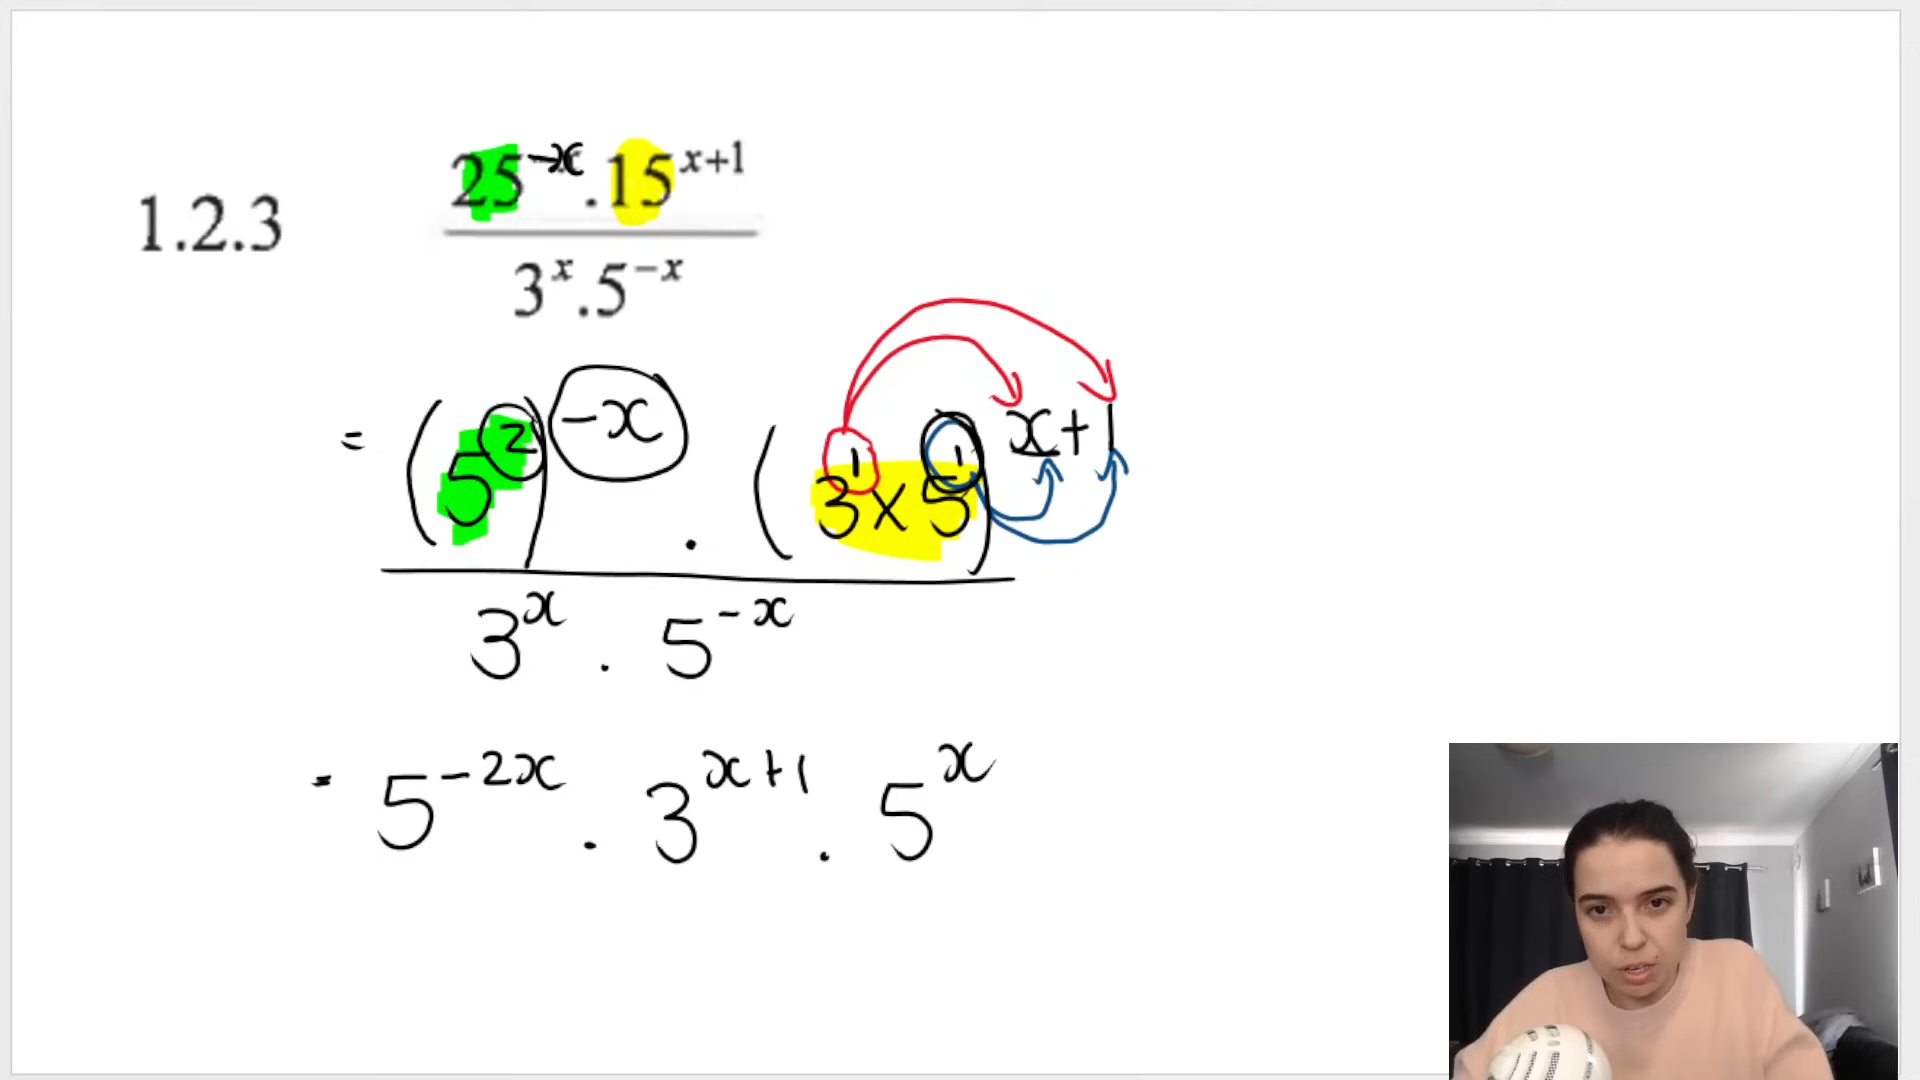 1.2.3 (25^{-x} . 15^{x+1}) / (3^{x} . 5^{-x})
= ((5^{2})^{-x} . (3^{1} × 5^{1})^{x+1}) / (3^{x} . 5^{-x})
= 5^{-2x} . 3^{x+1} . 5^{x}